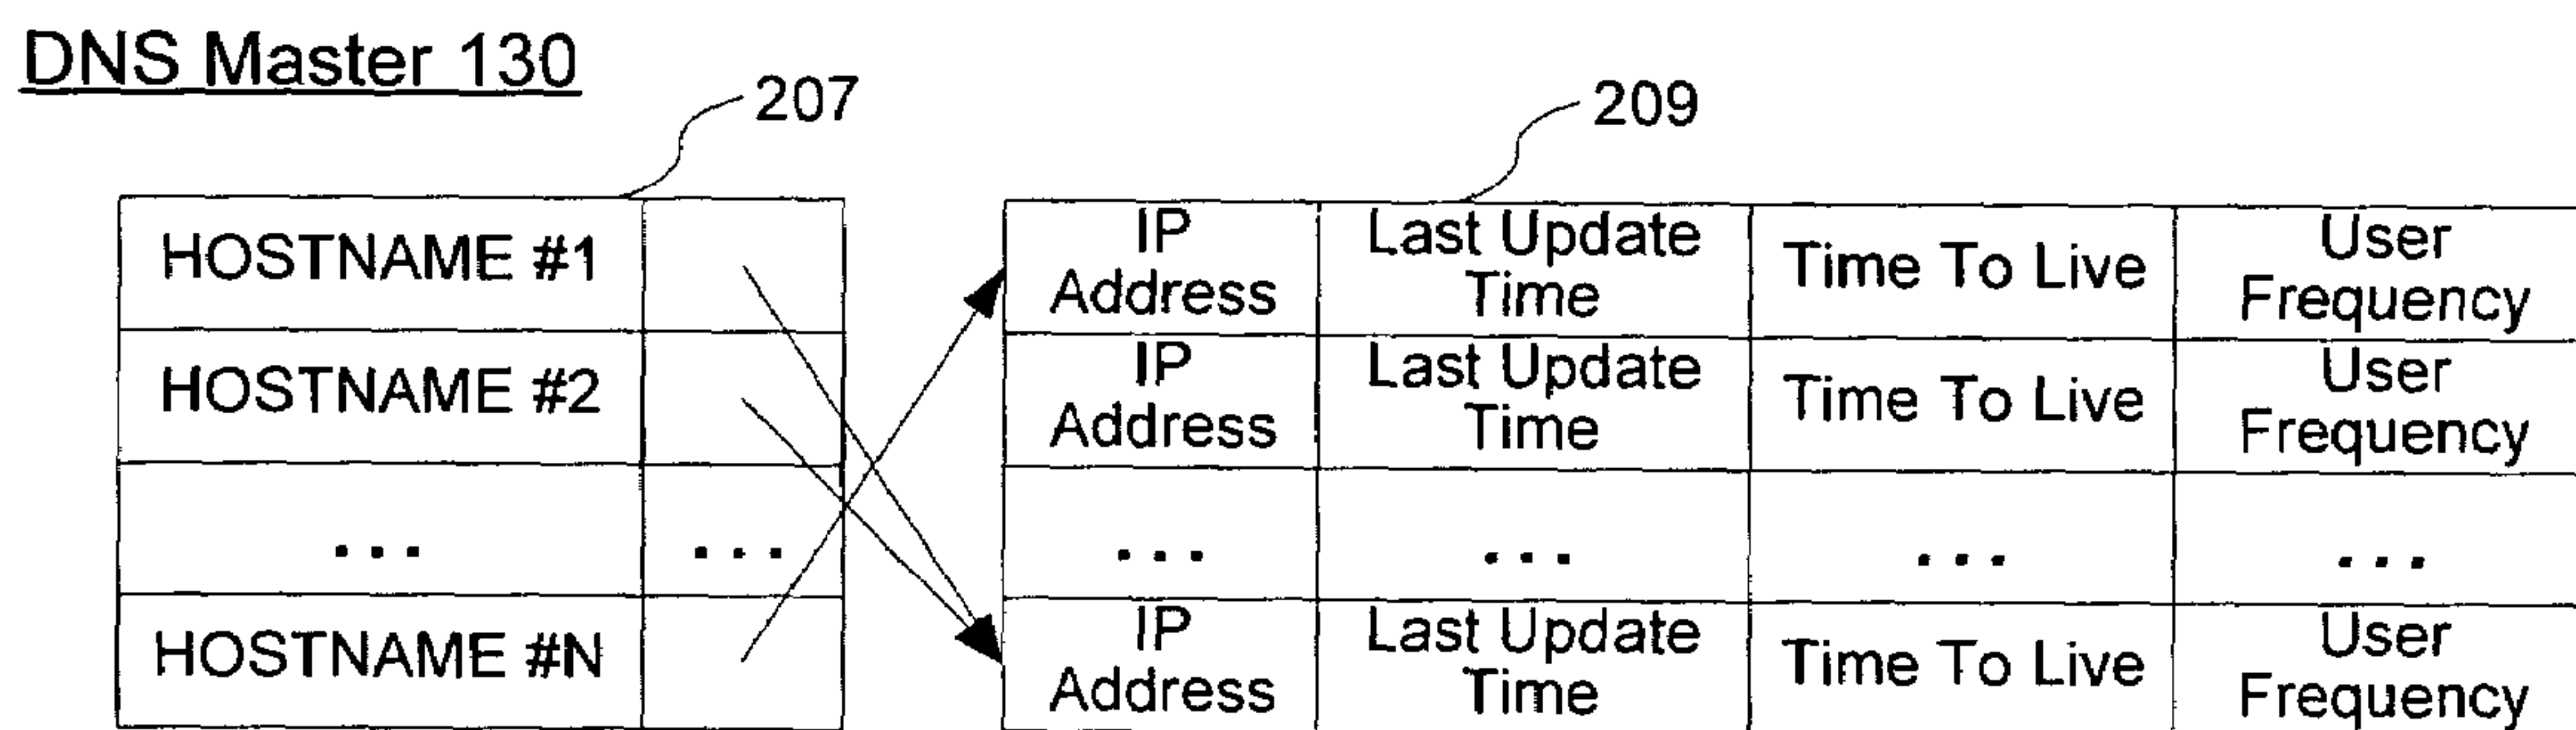 DNS Master 130
207
209
HOSTNAME #1
IP Address
Last Update Time
Time To Live
User Frequency
HOSTNAME #2
IP Address
Last Update Time
Time To Live
User Frequency
...
...
...
...
...
...
HOSTNAME #N
IP Address
Last Update Time
Time To Live
User Frequency